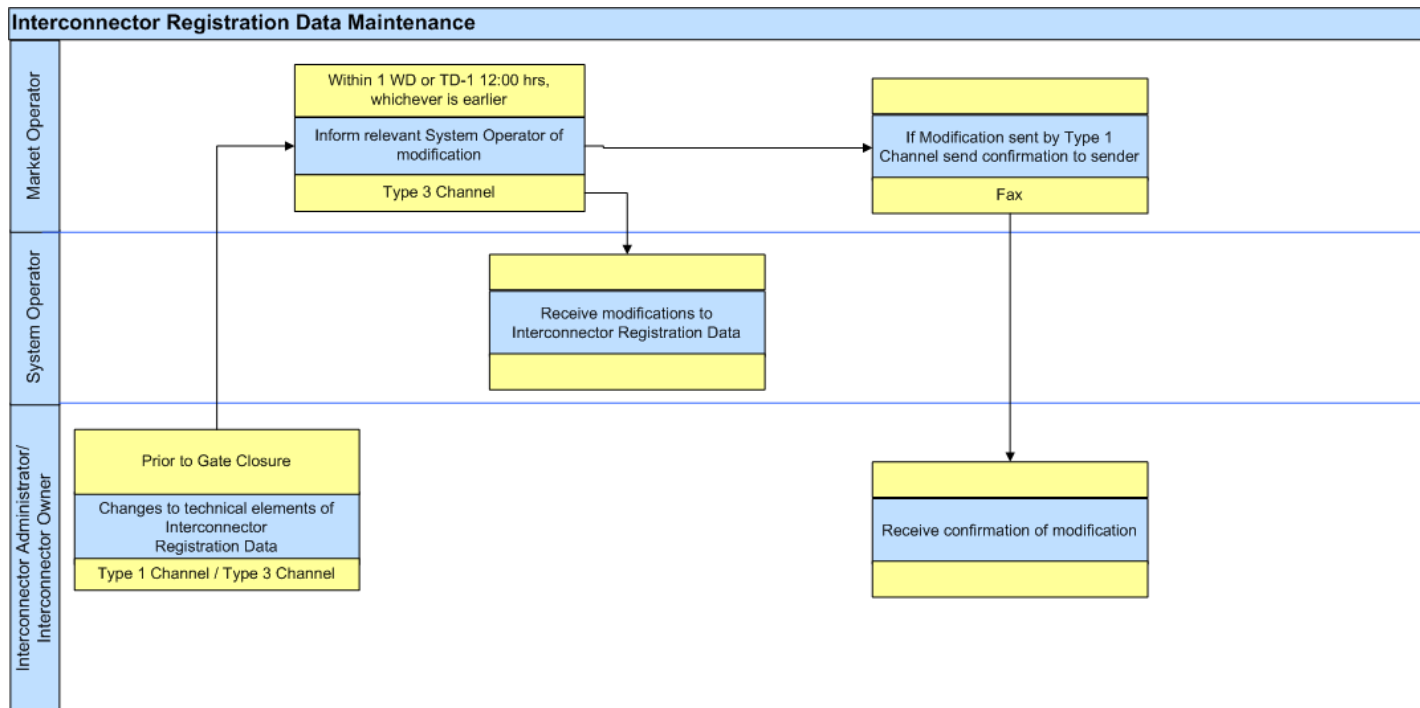 Interconnector Registration Data Maintenance
Market Operator
Within 1 WD or TD-1 12:00 hrs,
whichever is earlier
Inform relevant System Operator of
modification
Type 3 Channel
If Modification sent by Type 1
Channel send confirmation to sender
Fax
System Operator
Receive modifications to
Interconnector Registration Data
Interconnector Administrator/
Interconnector Owner
Prior to Gate Closure
Changes to technical elements of
Interconnector
Registration Data
Type 1 Channel / Type 3 Channel
Receive confirmation of modification